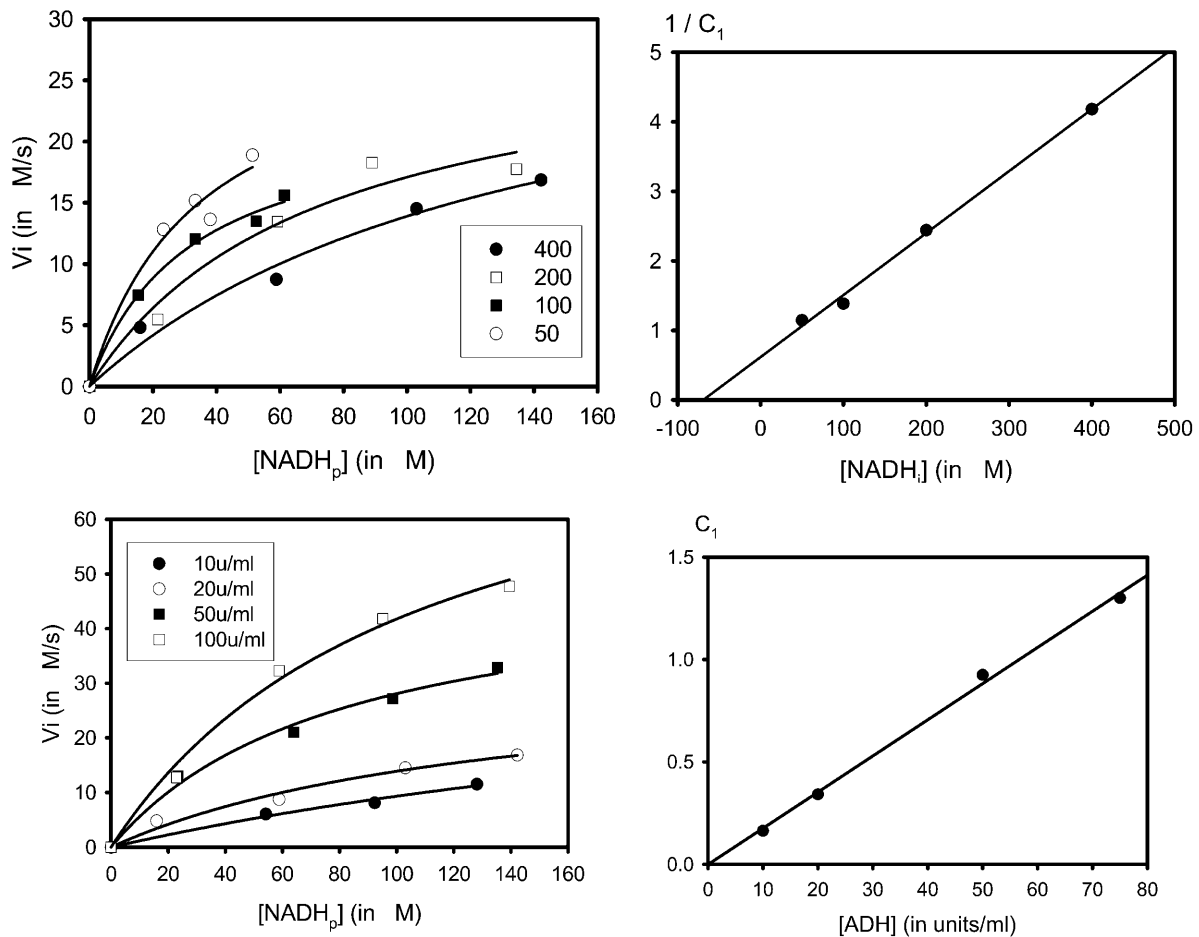 30
25
20
15
10
5
0
Vi (in M/s)
400
200
100
50
0 20 40 60 80 100 120 140 160
[NADHp] (in M)
1 / C1
5
4
3
2
1
0
-100 0 100 200 300 400 500
[NADHi] (in M)
60
50
40
30
20
10
0
Vi (in M/s)
10u/ml
20u/ml
50u/ml
100u/ml
0 20 40 60 80 100 120 140 160
[NADHp] (in M)
C1
1.5
1.0
0.5
0.0
0 10 20 30 40 50 60 70 80
[ADH] (in units/ml)